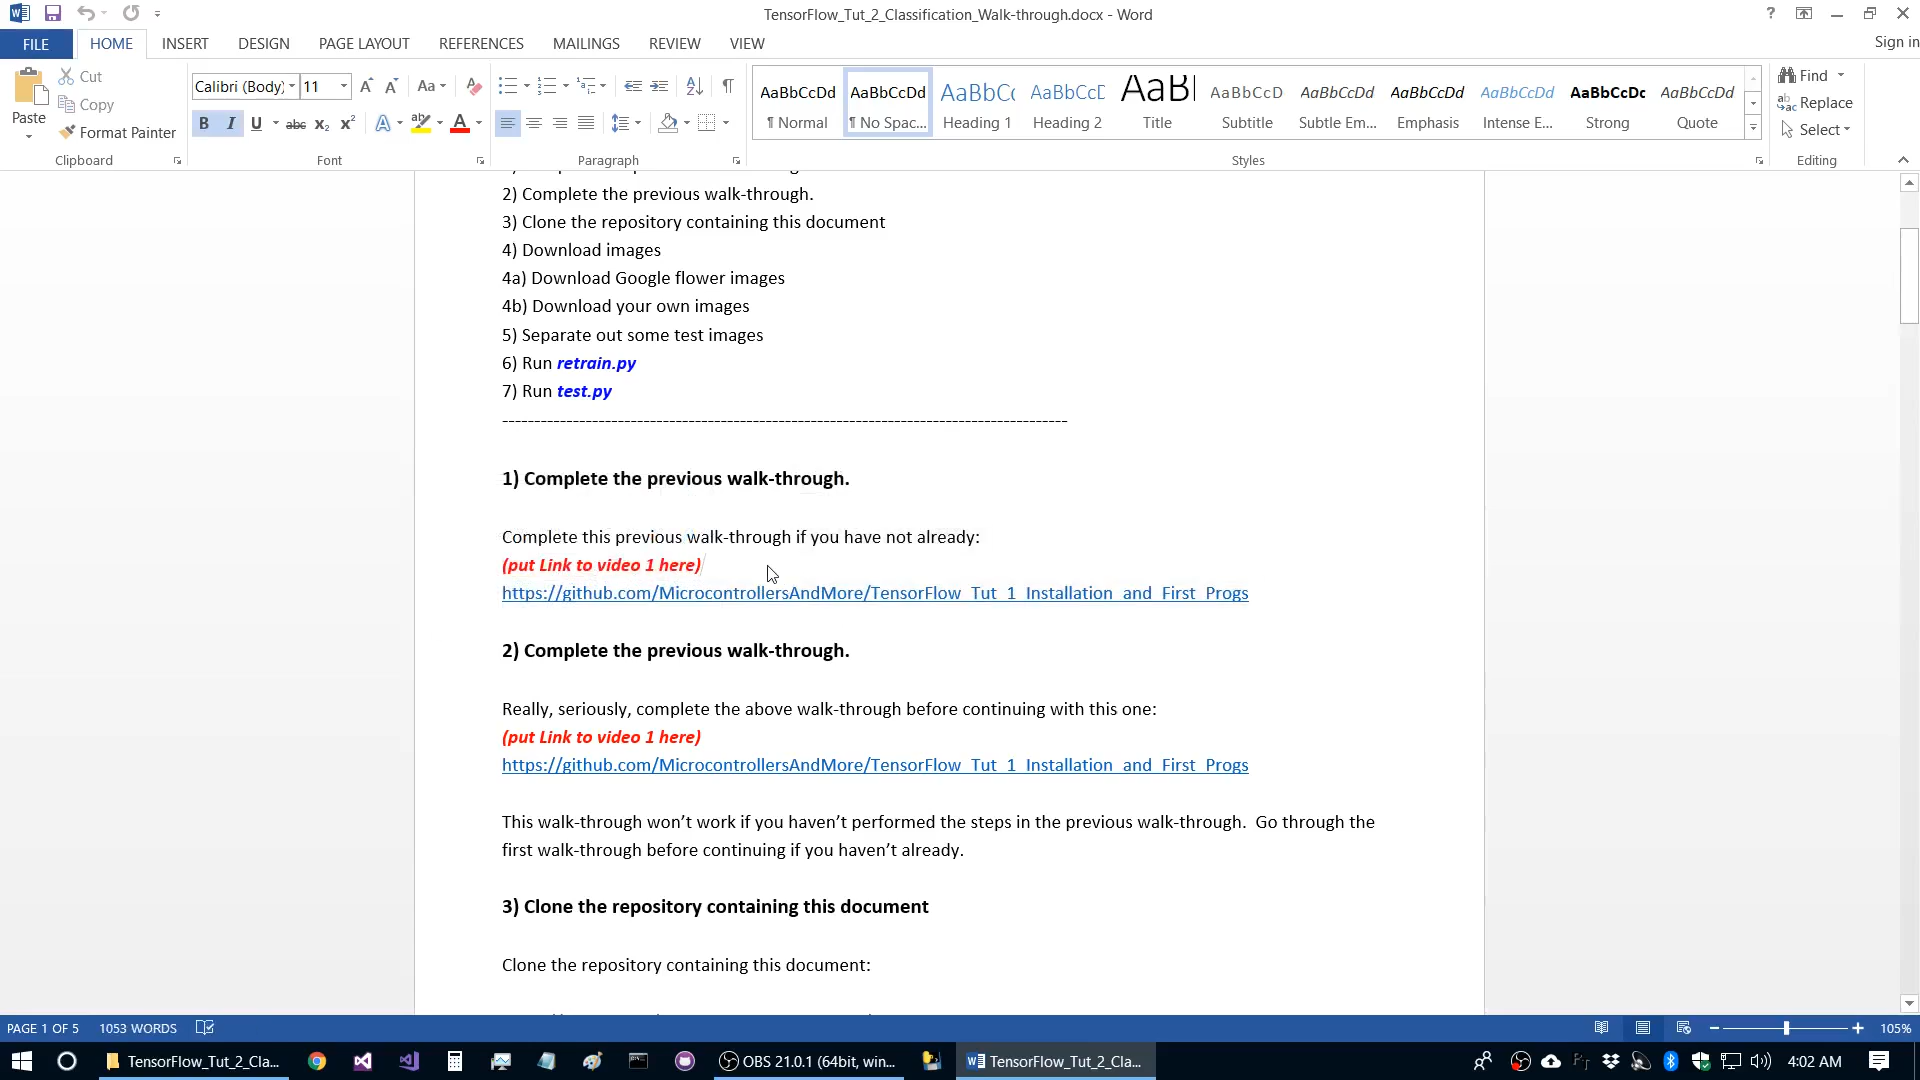 TensorFlow_Tut_2_Classification_Walk-through.docx - Word
Sign in
FILE HOME INSERT DESIGN PAGE LAYOUT REFERENCES MAILINGS REVIEW VIEW
Paste
Cut
Copy
Format Painter
Clipboard
Calibri (Body) 11
Font
Paragraph
AaBbCcDd ¶ Normal
AaBbCcDd ¶ No Spac...
AaBbCc Heading 1
AaBbCcD Heading 2
AaB Title
AaBbCcD Subtitle
AaBbCcDd Subtle Em...
AaBbCcDd Emphasis
AaBbCcDd Intense E...
AaBbCcDc Strong
AaBbCcDd Quote
Styles
Find
Replace
Select
Editing
2) Complete the previous walk-through.
3) Clone the repository containing this document
4) Download images
4a) Download Google flower images
4b) Download your own images
5) Separate out some test images
6) Run retrain.py
7) Run test.py
----------------------------------------------------------------------------------------
1) Complete the previous walk-through.
Complete this previous walk-through if you have not already:
(put Link to video 1 here)
https://github.com/MicrocontrollersAndMore/TensorFlow_Tut_1_Installation_and_First_Progs
2) Complete the previous walk-through.
Really, seriously, complete the above walk-through before continuing with this one:
(put Link to video 1 here)
https://github.com/MicrocontrollersAndMore/TensorFlow_Tut_1_Installation_and_First_Progs
This walk-through won’t work if you haven’t performed the steps in the previous walk-through.  Go through the
first walk-through before continuing if you haven’t already.
3) Clone the repository containing this document
Clone the repository containing this document:
PAGE 1 OF 5 1053 WORDS 105%
TensorFlow_Tut_2_Cla... OBS 21.0.1 (64bit, win... TensorFlow_Tut_2_Cla... 4:02 AM